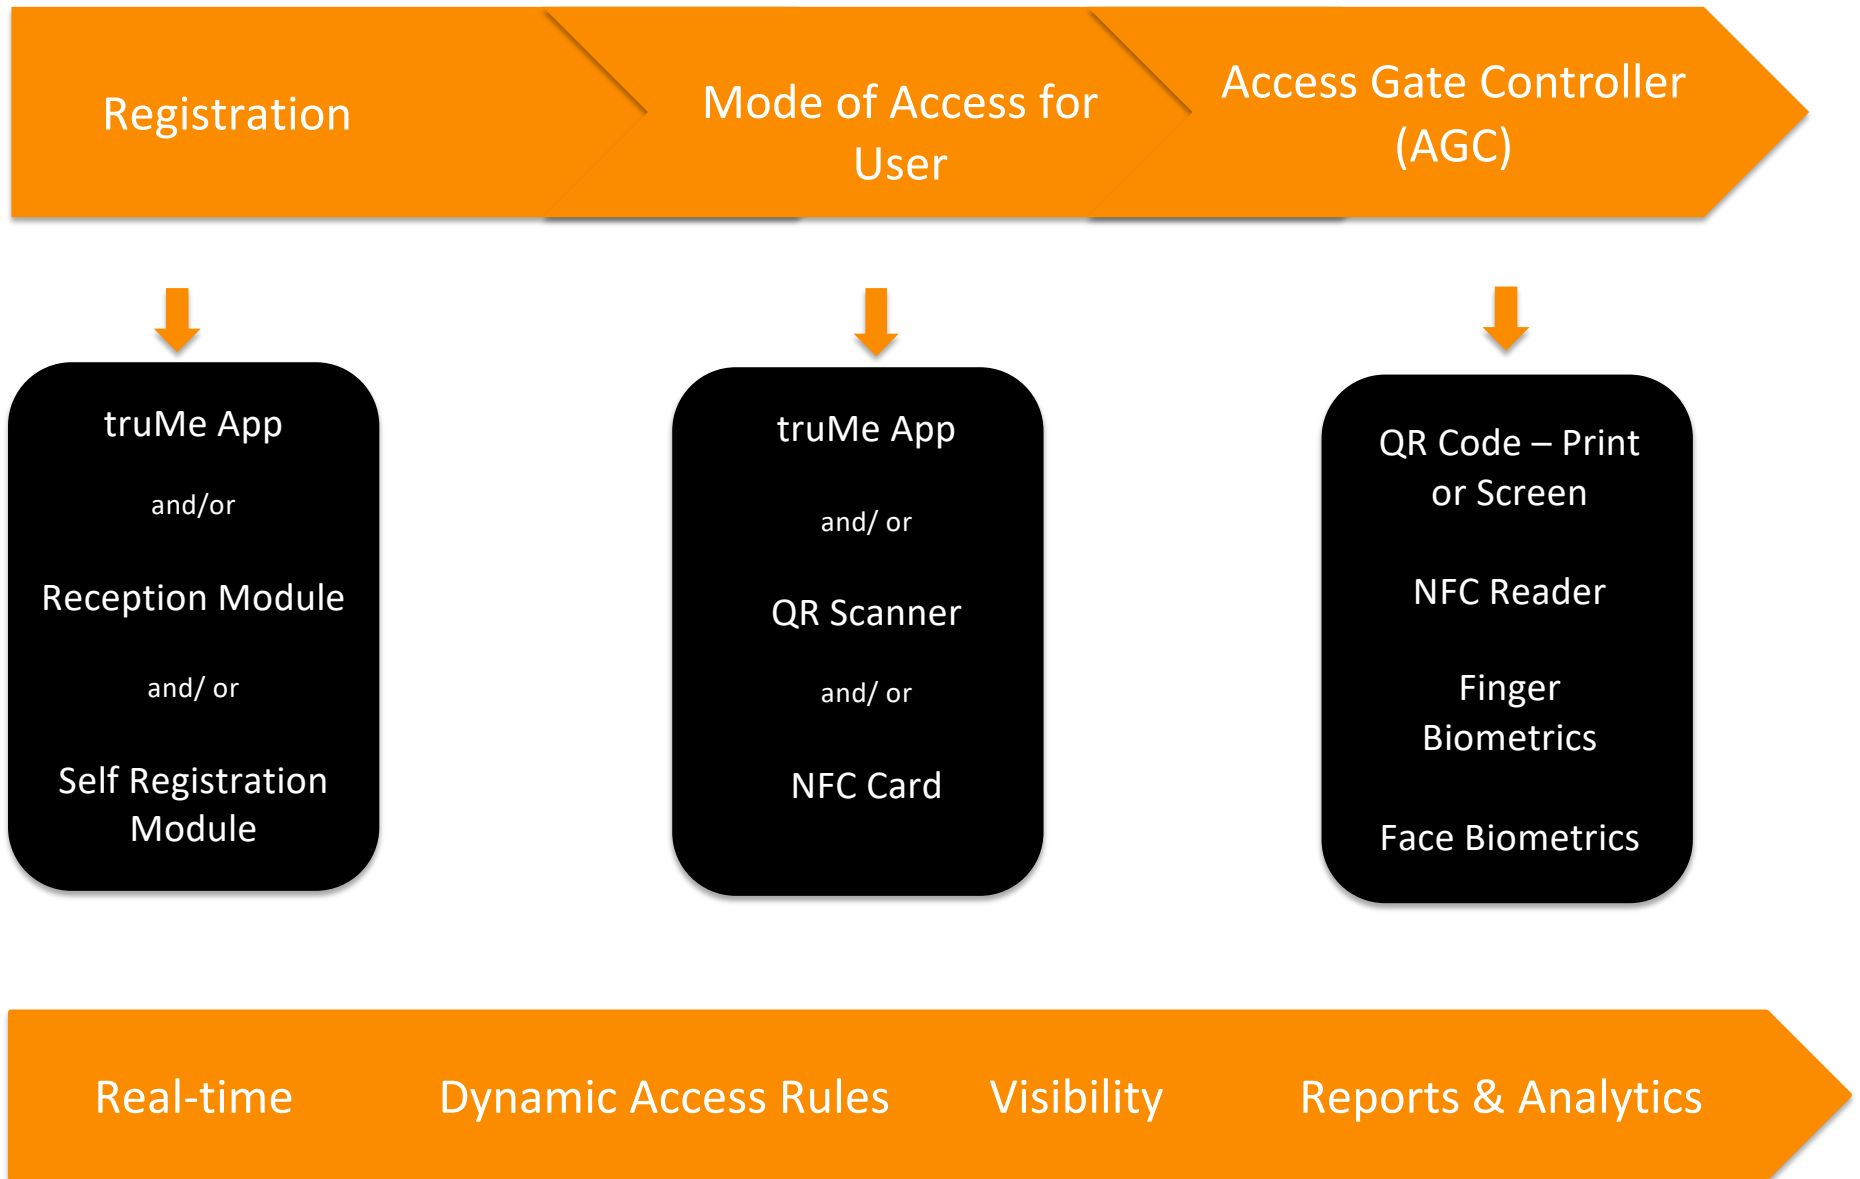 Registration
Mode of Access for
User
Access Gate Controller
(AGC)
truMe App
and/or
Reception Module
and/ or
Self Registration
Module
truMe App
and/ or
QR Scanner
and/ or
NFC Card
QR Code – Print
or Screen
NFC Reader
Finger
Biometrics
Face Biometrics
Real-time
Dynamic Access Rules
Visibility
Reports & Analytics